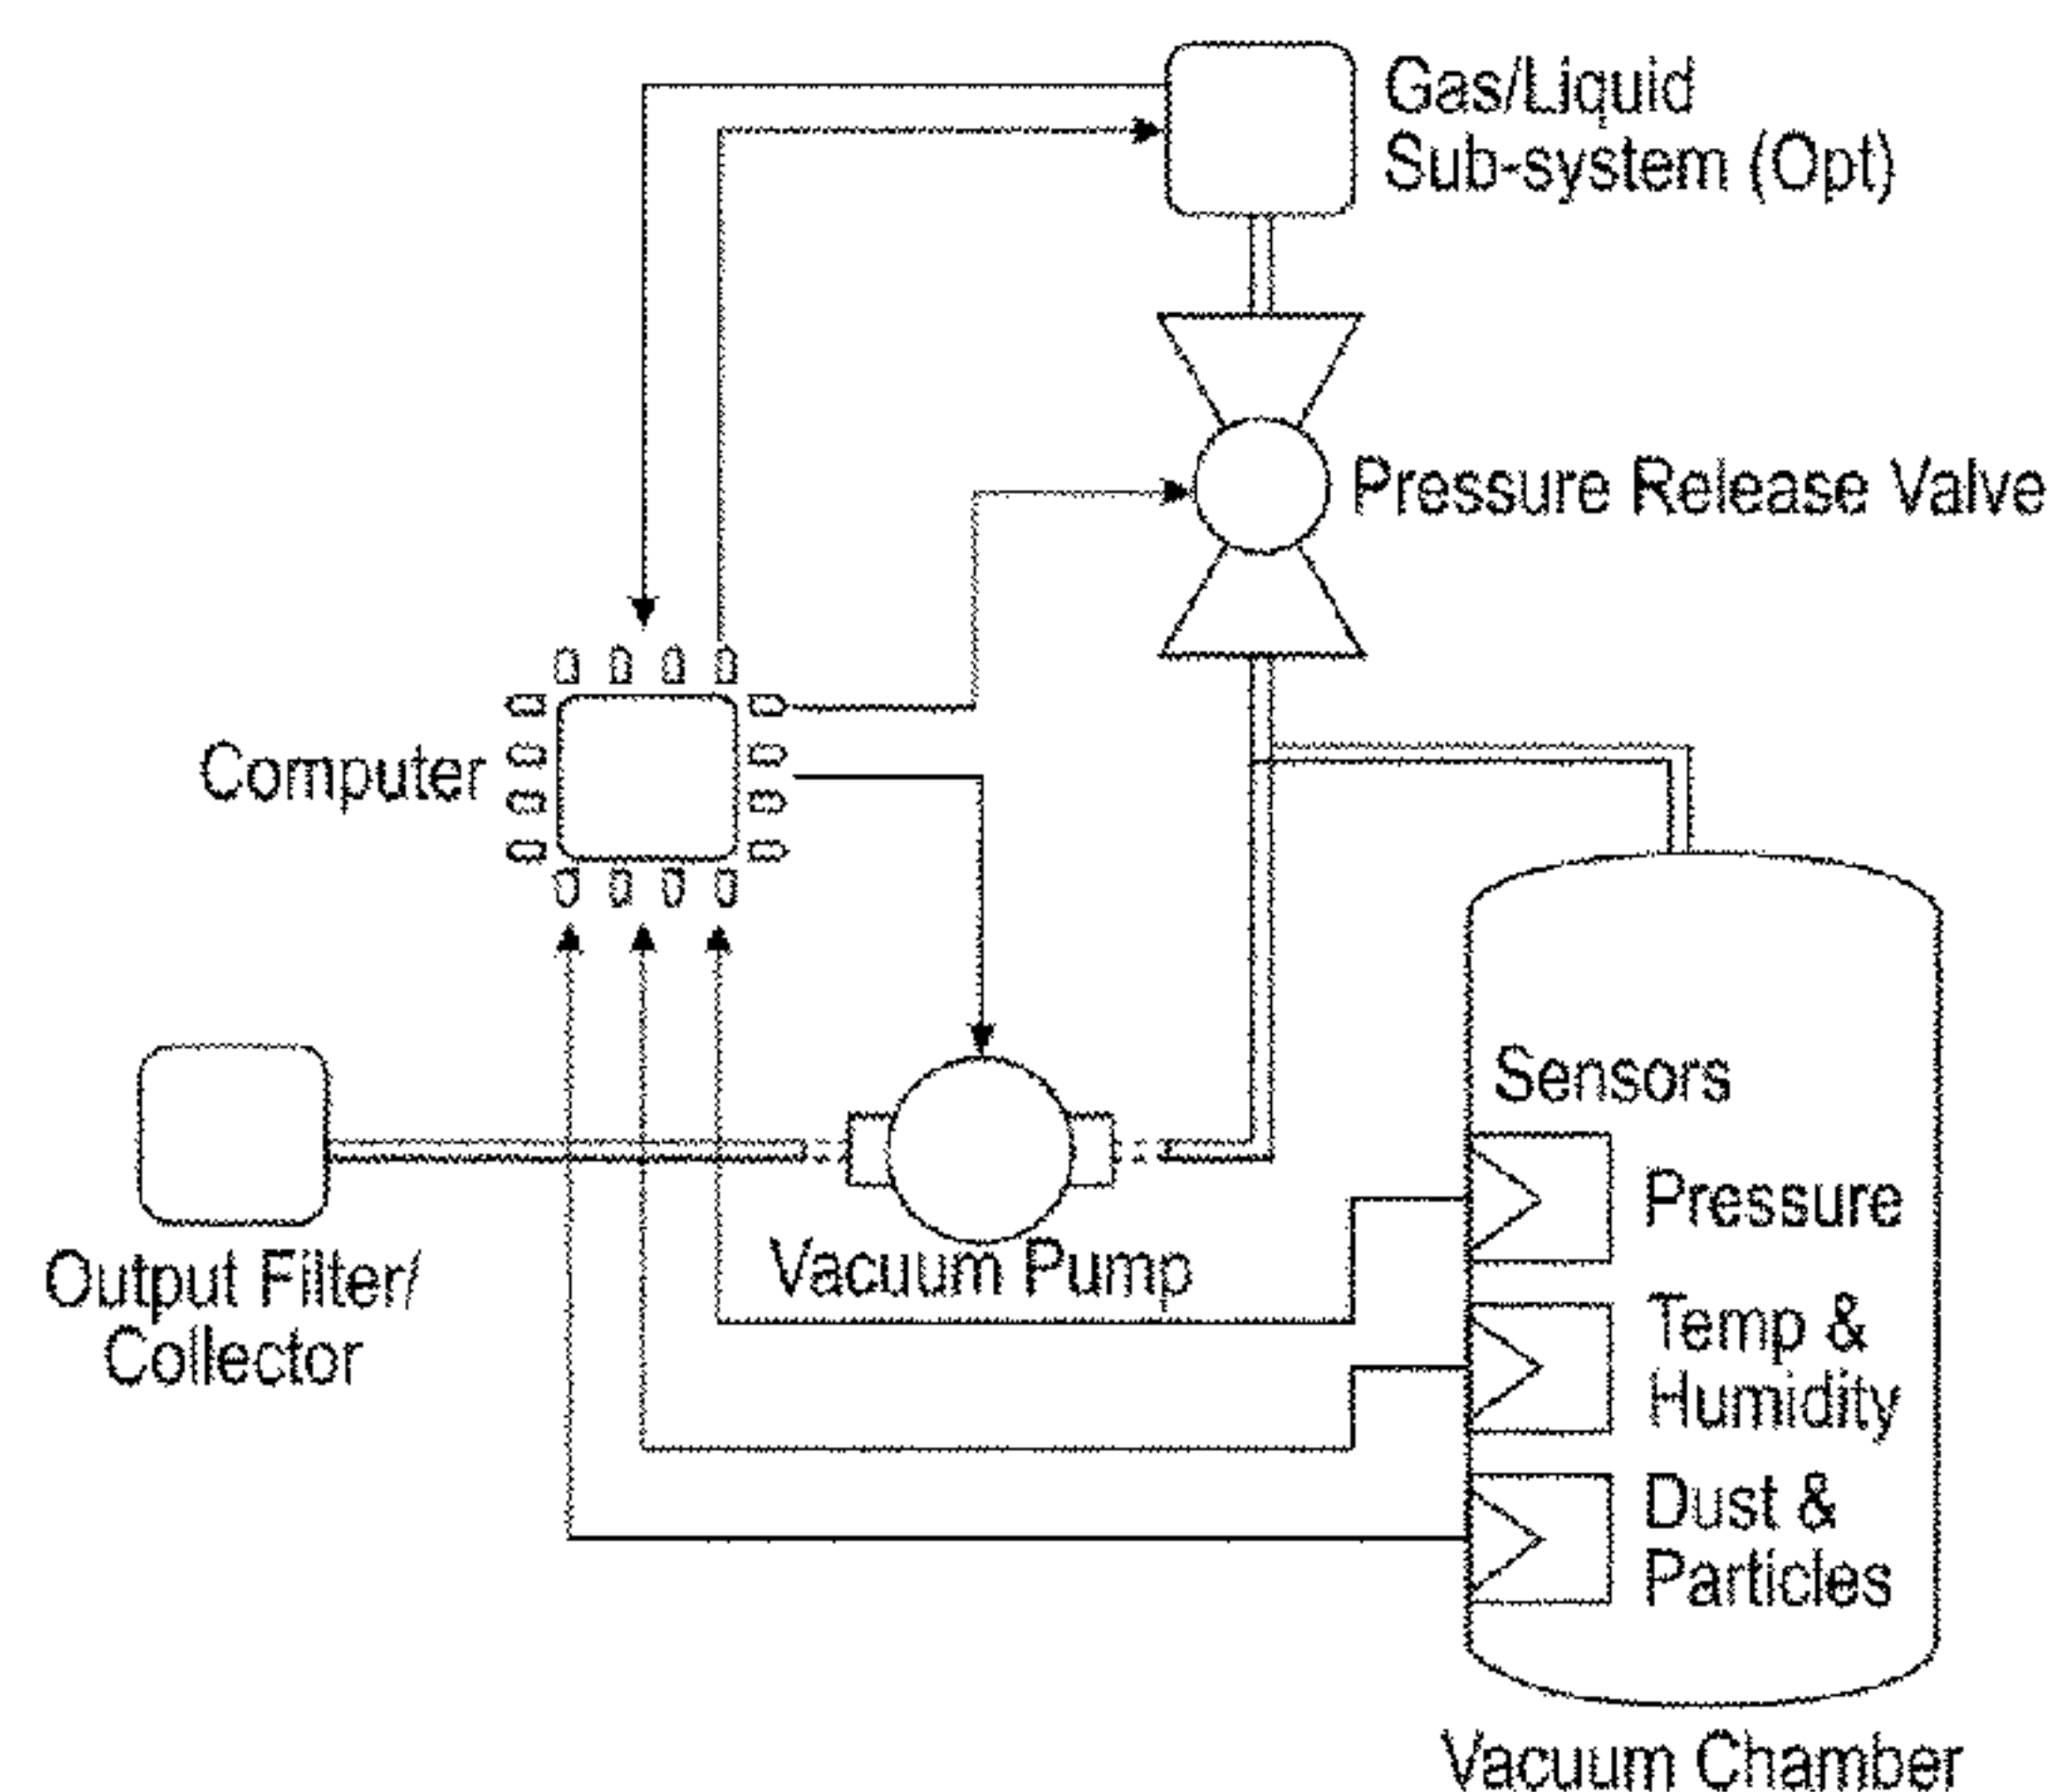 Gas/Liquid
Sub-system (Opt)
Pressure Release Valve
Computer
Sensors
Pressure
Temp &
Humidity
Dust &
Particles
Vacuum Pump
Output Filter/
Collector
Vacuum Chamber